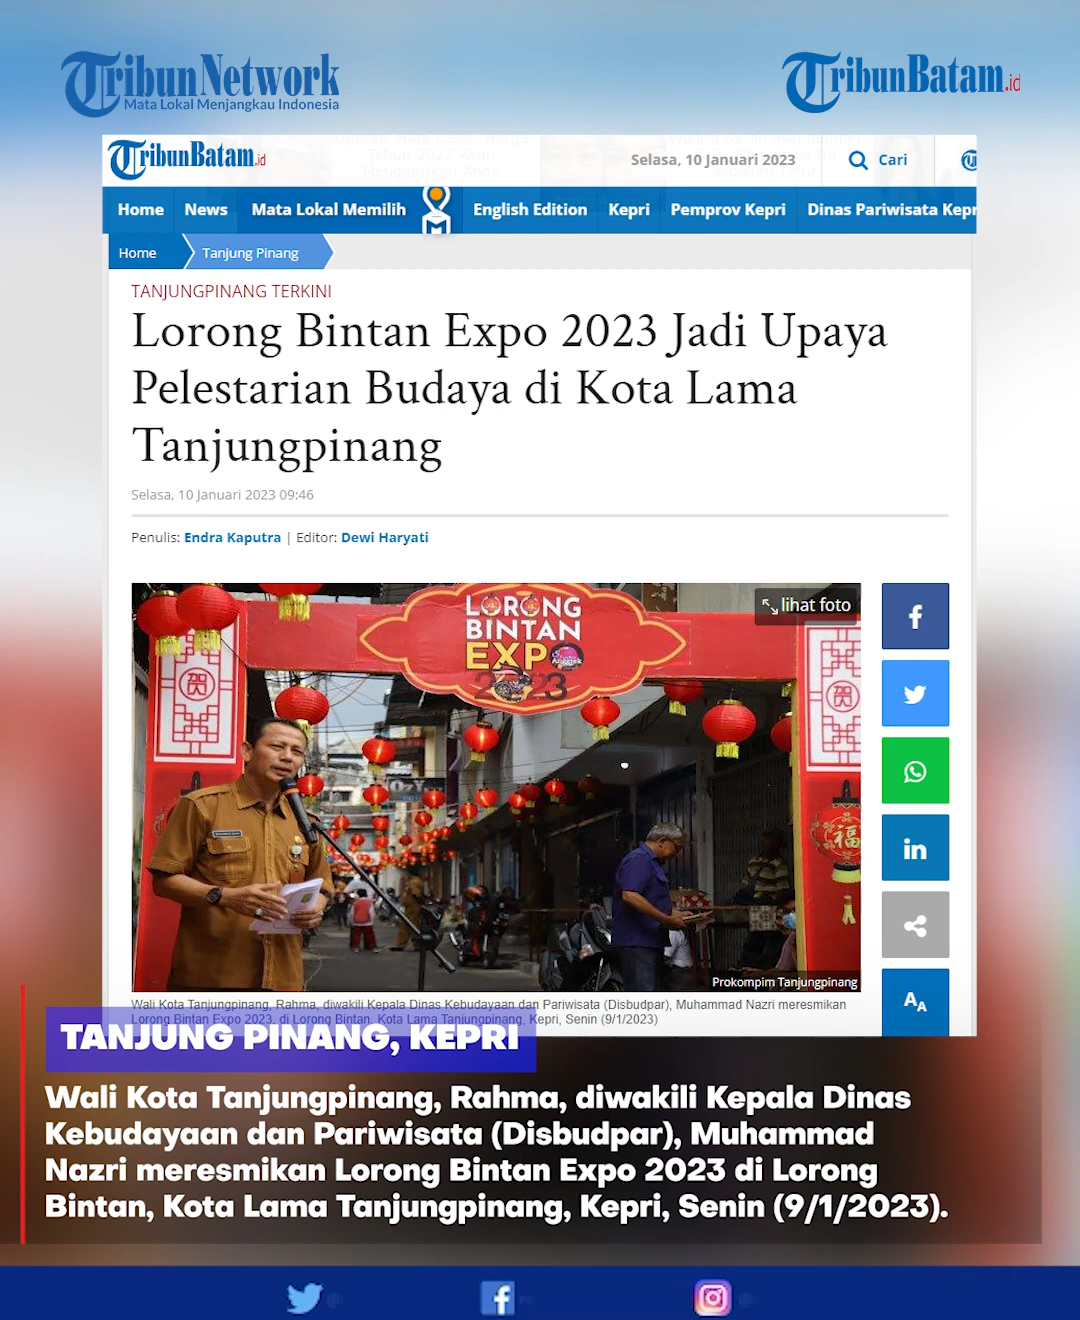 TribunNetwork
Mata Lokal Menjangkau Indonesia
TribunBatam.id
TribunBatam.id
Selasa, 10 Januari 2023
Cari
Home
News
Mata Lokal Memilih
English Edition
Kepri
Pemprov Kepri
Dinas Pariwisata Kepr
Home
Tanjung Pinang
TANJUNGPINANG TERKINI
Lorong Bintan Expo 2023 Jadi Upaya
Pelestarian Budaya di Kota Lama
Tanjungpinang
Selasa, 10 Januari 2023 09:46
Penulis: Endra Kaputra | Editor: Dewi Haryati
lihat foto
LORONG
BINTAN
EXPO
2023
贺
贺
福
Prokompim Tanjungpinang
Wali Kota Tanjungpinang, Rahma, diwakili Kepala Dinas Kebudayaan dan Pariwisata (Disbudpar), Muhammad Nazri meresmikan
Lorong Bintan Expo 2023, di Lorong Bintan, Kota Lama Tanjungpinang, Kepri, Senin (9/1/2023)
AA
TANJUNG PINANG, KEPRI
Wali Kota Tanjungpinang, Rahma, diwakili Kepala Dinas
Kebudayaan dan Pariwisata (Disbudpar), Muhammad
Nazri meresmikan Lorong Bintan Expo 2023 di Lorong
Bintan, Kota Lama Tanjungpinang, Kepri, Senin (9/1/2023).